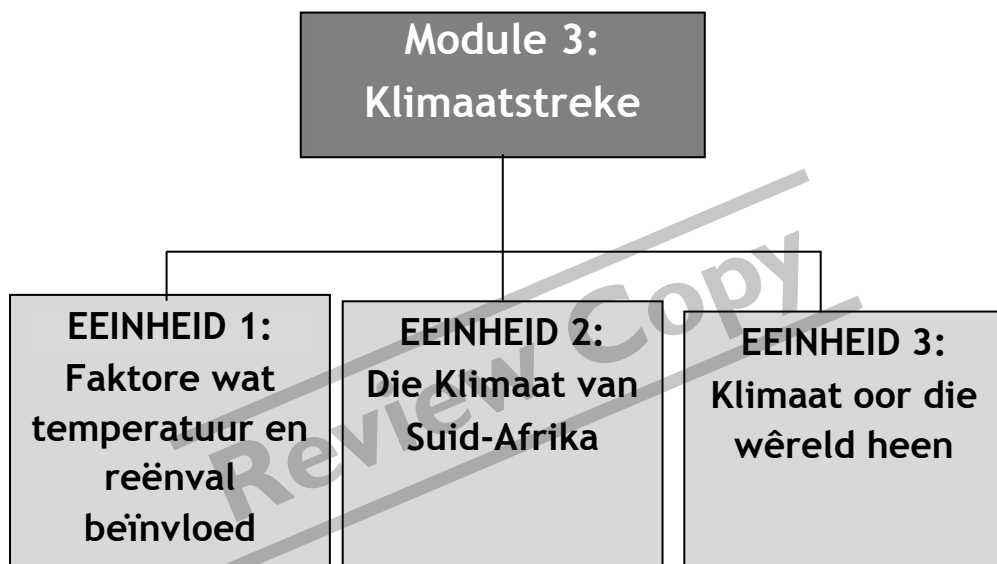 Module 3:
Klimaatstreke
EEINHEID 1:
Faktore wat
temperatuur en
reënval
beïnvloed
EEINHEID 2:
Die Klimaat van
Suid-Afrika
EEINHEID 3:
Klimaat oor die
wêreld heen
Review Copy